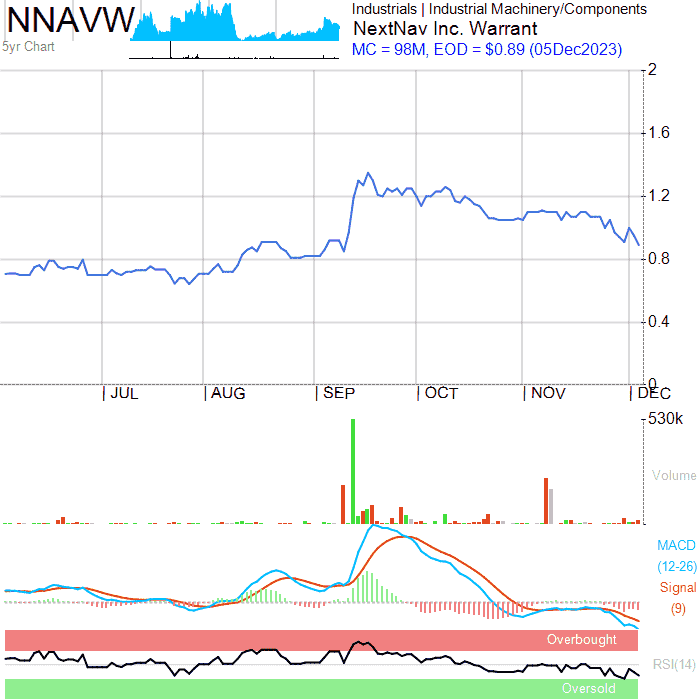 NNAVW
5yr Chart
Industrials | Industrial Machinery/Components
NextNav Inc. Warrant
MC = 98M, EOD = $0.89 (05Dec2023)
2
1.6
1.2
0.8
0.4
0
| JUL | AUG | SEP | OCT | NOV | DEC
530k
Volume
MACD
(12-26)
Signal
(9)
Overbought
RSI(14)
Oversold